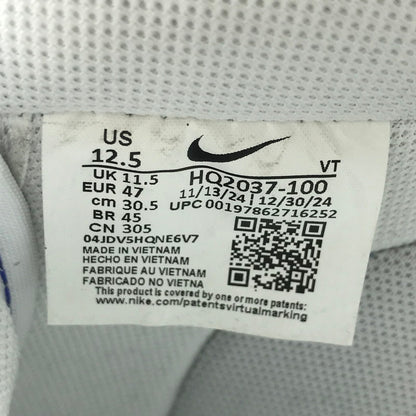 US
12.5
VT
UK 11.5
HQ2037-100
EUR 47
11/13/24 | 12/30/24
cm 30.5
UPC 00197862716252
BR 45
CN 305
04JDV5HQNE6V7
MADE IN VIETNAM
HECHO EN VIETNAM
FABRIQUE AU VIETNAM
FABRICADO NO VIETNA
This product is covered by one or more patents:
www.nike.com/patentsvirtualmarking